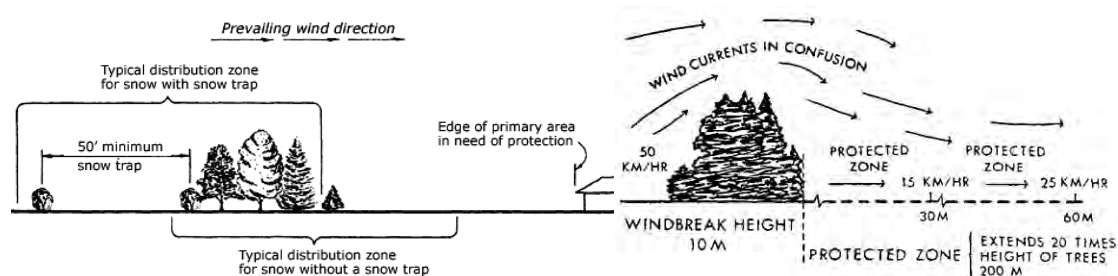 Prevailing wind direction
Typical distribution zone
for snow with snow trap
50' minimum
snow trap
Edge of primary area
in need of protection
Typical distribution zone
for snow without a snow trap
WIND CURRENTS IN CONFUSION
50
KM/HR
PROTECTED
ZONE
PROTECTED
ZONE
15 KM/HR
25 KM/HR
30M
60M
WINDBREAK HEIGHT
10M
PROTECTED ZONE
EXTENDS 20 TIMES
HEIGHT OF TREES
200 M